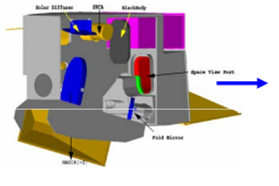 Solar Diffuser
SRCA
BlackBody
Space View Port
Fold Mirror